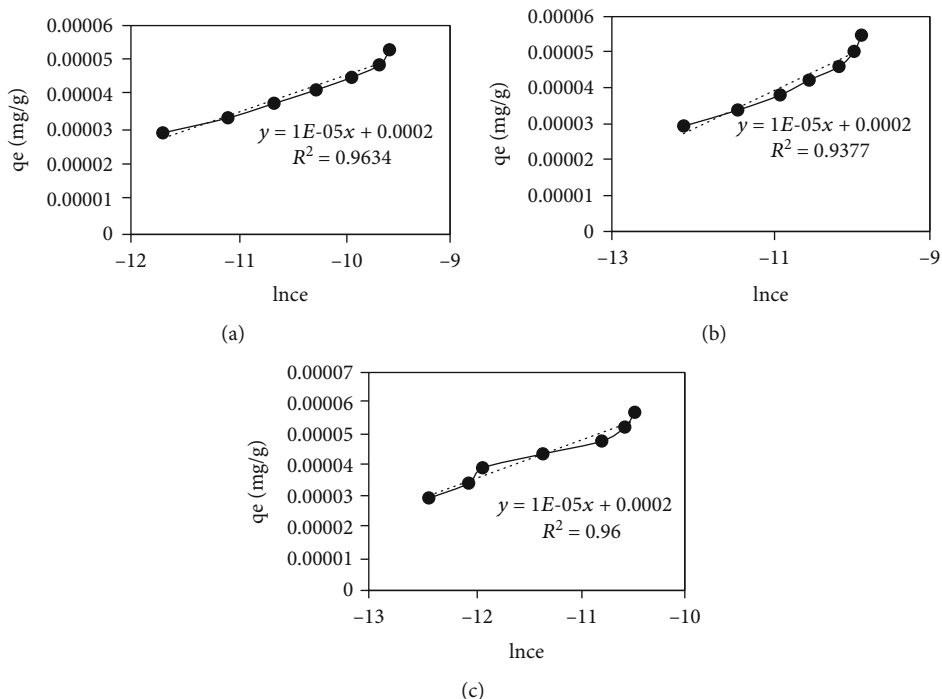 0.00006
0.00005
0.00004
0.00003
0.00002
0.00001
0
qe (mg/g)
y = 1E-05x + 0.0002
R² = 0.9634
–12
–11
–10
–9
lnce
(a)
0.00006
0.00005
0.00004
0.00003
0.00002
0.00001
0
qe (mg/g)
y = 1E-05x + 0.0002
R² = 0.9377
–13
–11
–9
lnce
(b)
0.00007
0.00006
0.00005
0.00004
0.00003
0.00002
0.00001
0
qe (mg/g)
y = 1E-05x + 0.0002
R² = 0.96
–13
–12
–11
–10
lnce
(c)